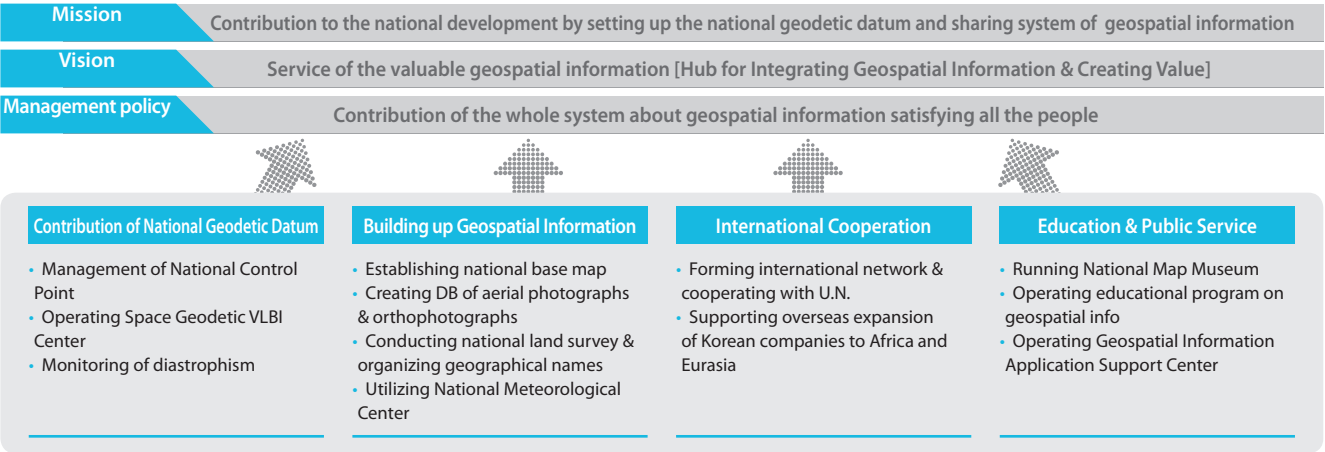 Mission
Contribution to the national development by setting up the national geodetic datum and sharing system of geospatial information
Vision
Service of the valuable geospatial information [Hub for Integrating Geospatial Information & Creating Value]
Management policy
Contribution of the whole system about geospatial information satisfying all the people
Contribution of National Geodetic Datum
• Management of National Control
Point
• Operating Space Geodetic VLBI
Center
• Monitoring of diastrophism
Building up Geospatial Information
• Establishing national base map
• Creating DB of aerial photographs
& orthophotographs
• Conducting national land survey &
organizing geographical names
• Utilizing National Meteorological
Center
International Cooperation
• Forming international network &
cooperating with U.N.
• Supporting overseas expansion
of Korean companies to Africa and
Eurasia
Education & Public Service
• Running National Map Museum
• Operating educational program on
geospatial info
• Operating Geospatial Information
Application Support Center